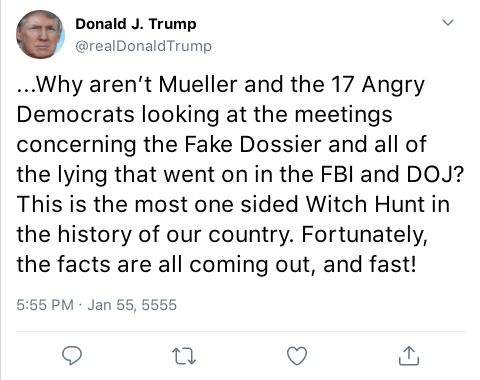 Donald J. Trump
@realDonaldTrump
...Why aren't Mueller and the 17 Angry
Democrats looking at the meetings
concerning the Fake Dossier and all of
the lying that went on in the FBI and DOJ?
This is the most one sided Witch Hunt in
the history of our country. Fortunately,
the facts are all coming out, and fast!
5:55 PM · Jan 55, 5555